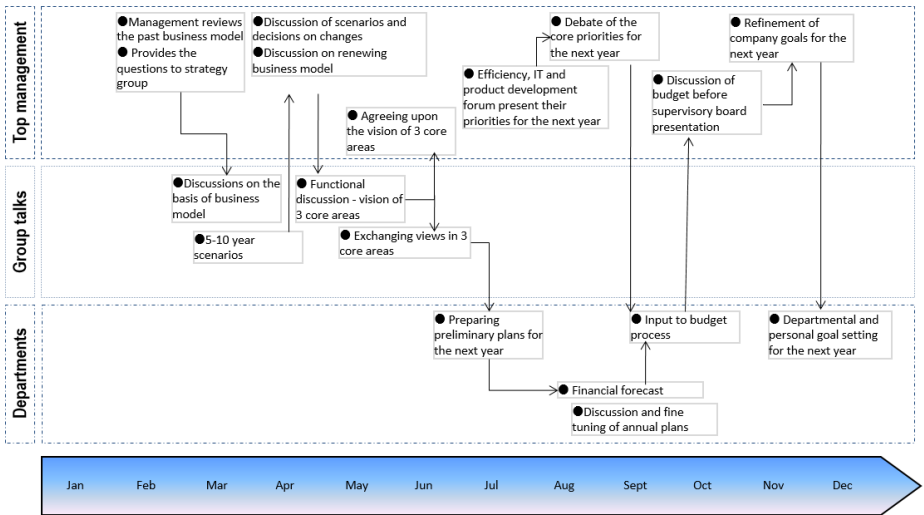 Top management
● Management reviews
the past business model
● Provides the
questions to strategy
group
● Discussion of scenarios and
decisions on changes
● Discussion on renewing
business model
● Agreeing upon
the vision of 3 core
areas
● Efficiency, IT and
product development
forum present their
priorities for the next year
● Debate of the
core priorities for
the next year
● Discussion of
budget before
supervisory board
presentation
● Refinement of
company goals for the
next year
Group talks
● Discussions on the
basis of business
model
● 5-10 year
scenarios
● Functional
discussion - vision of
3 core areas
● Exchanging views in 3
core areas
Departments
● Preparing
preliminary plans for
the next year
● Financial forecast
● Discussion and fine
tuning of annual plans
● Input to budget
process
● Departmental and
personal goal setting
for the next year
Jan Feb Mar Apr May Jun Jul Aug Sept Oct Nov Dec